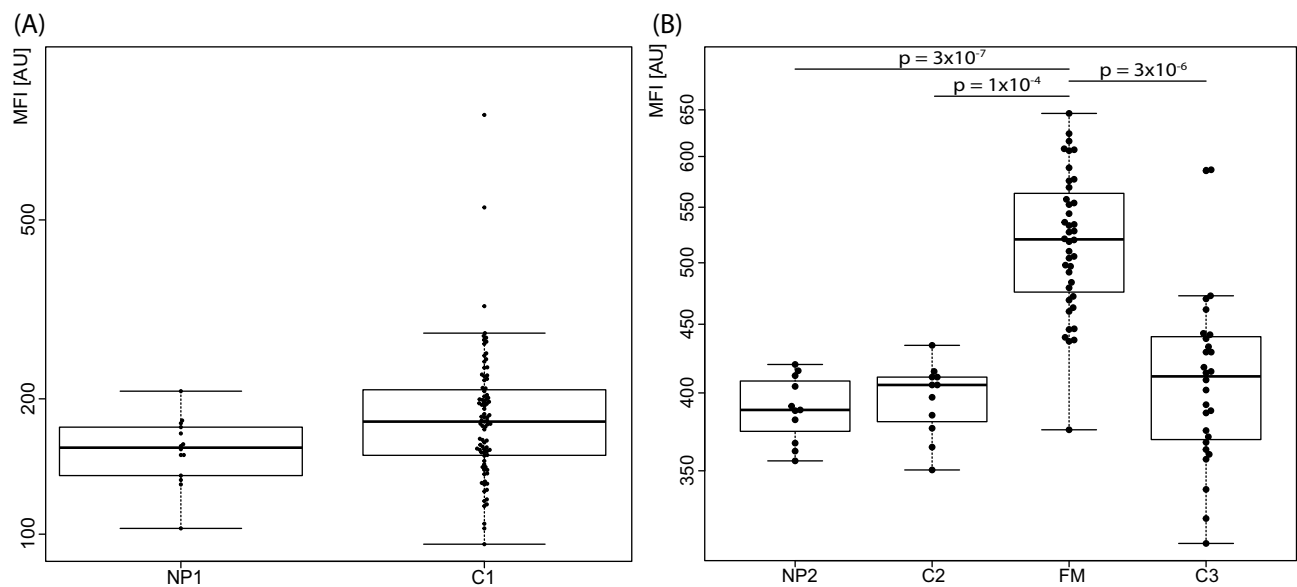 (A)
MFI [AU]
500
200
100
NP1 C1
(B)
MFI [AU]
p = 3x10⁻⁷
p = 3x10⁻⁶
p = 1x10⁻⁴
650
600
550
500
450
400
350
NP2 C2 FM C3